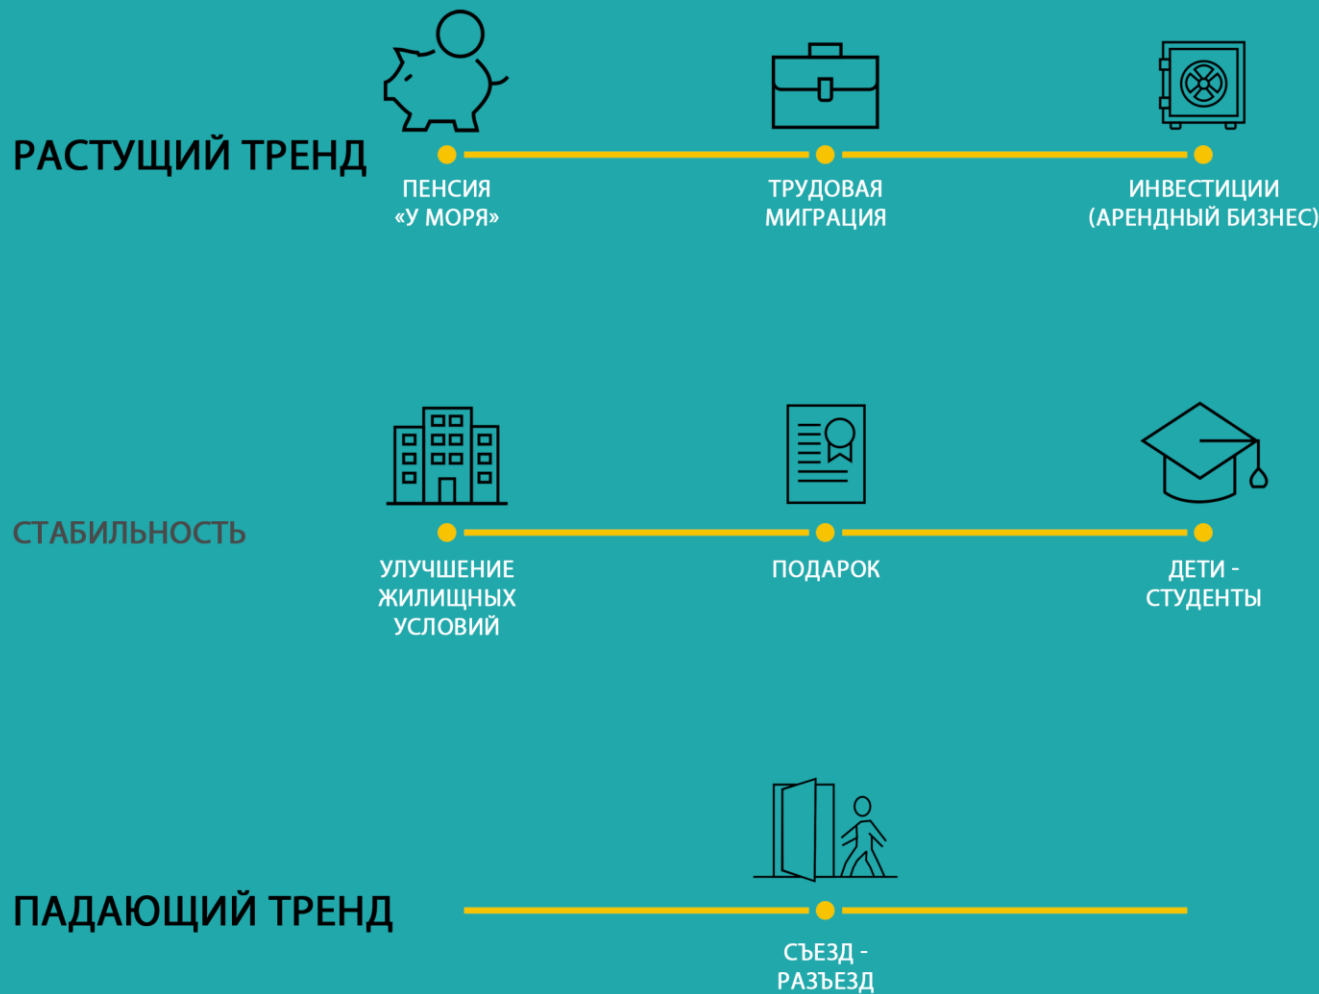 РАСТУЩИЙ ТРЕНД
ПЕНСИЯ
«У МОРЯ»
ТРУДОВАЯ
МИГРАЦИЯ
ИНВЕСТИЦИИ
(АРЕНДНЫЙ БИЗНЕС)
СТАБИЛЬНОСТЬ
УЛУЧШЕНИЕ
ЖИЛИЩНЫХ
УСЛОВИЙ
ПОДАРОК
ДЕТИ -
СТУДЕНТЫ
ПАДАЮЩИЙ ТРЕНД
СЪЕЗД -
РАЗЪЕЗД